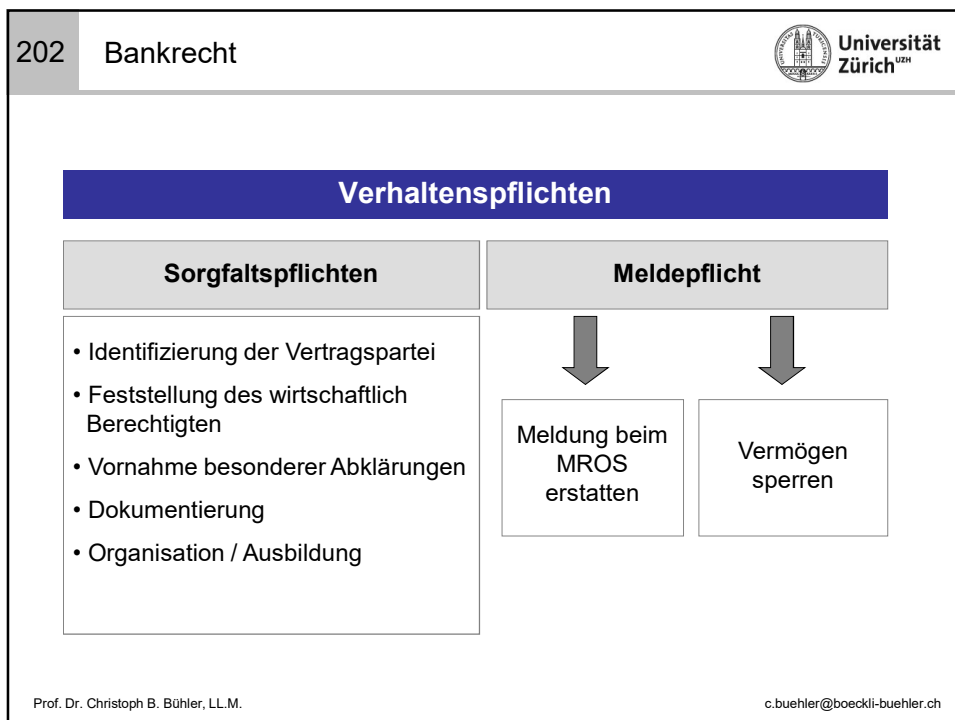 202 Bankrecht
Universität
Zürich UZH
Verhaltenspflichten
Sorgfaltspflichten
• Identifizierung der Vertragspartei
• Feststellung des wirtschaftlich
Berechtigten
• Vornahme besonderer Abklärungen
• Dokumentierung
• Organisation / Ausbildung
Meldepflicht
Meldung beim
MROS
erstatten
Vermögen
sperren
Prof. Dr. Christoph B. Bühler, LL.M.
c.buehler@boeckli-buehler.ch